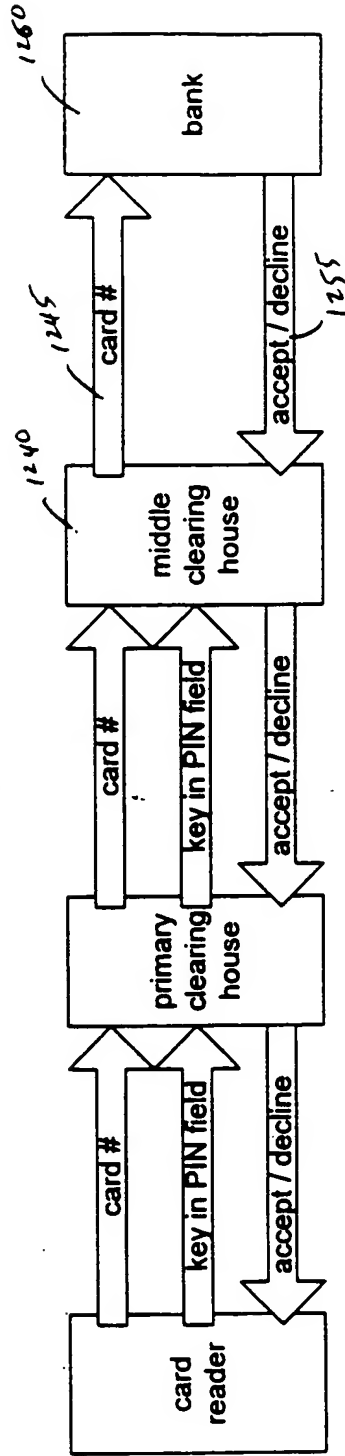 card
reader
card #
key in PIN field
accept / decline
primary
clearing
house
card #
key in PIN field
accept / decline
1240
middle
clearing
house
1245
card #
accept / decline
1255
1260
bank